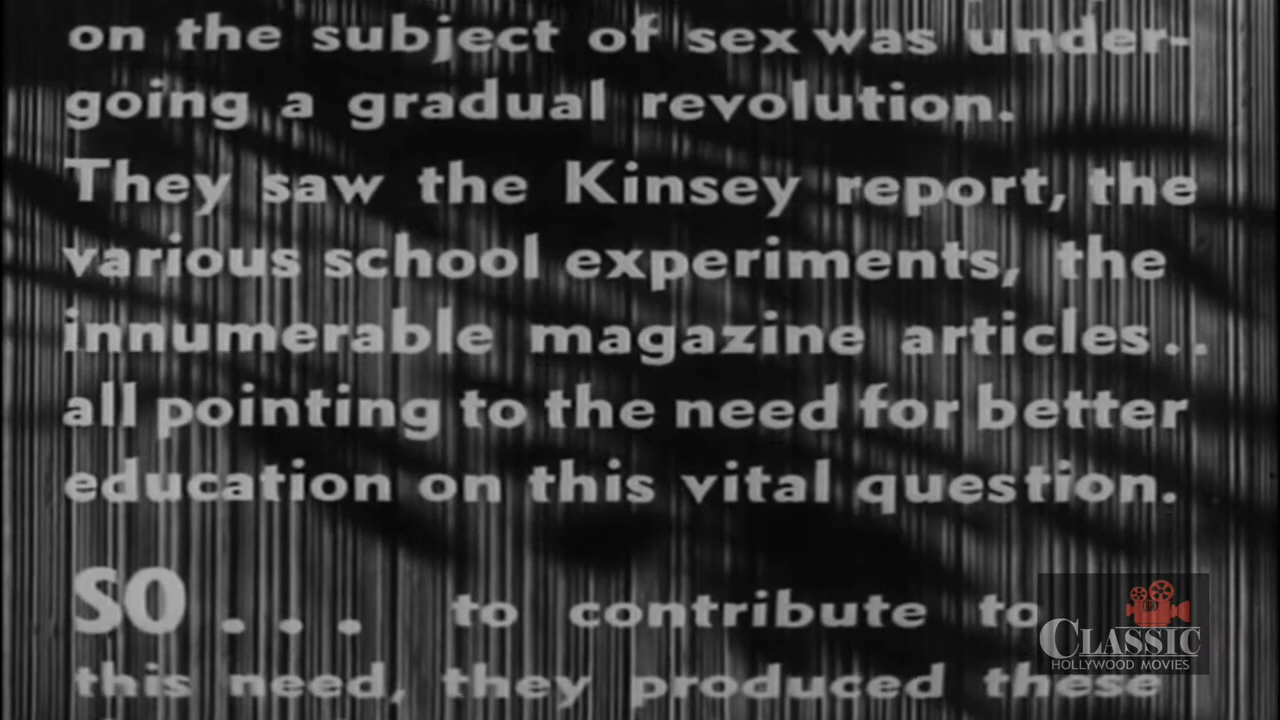 on the subject of sex was under-
going a gradual revolution.
They saw the Kinsey report, the
various school experiments, the
innumerable magazine articles..
all pointing to the need for better
education on this vital question.
SO... to contribute to
this need, they produced these
CLASSIC
HOLLYWOOD MOVIES